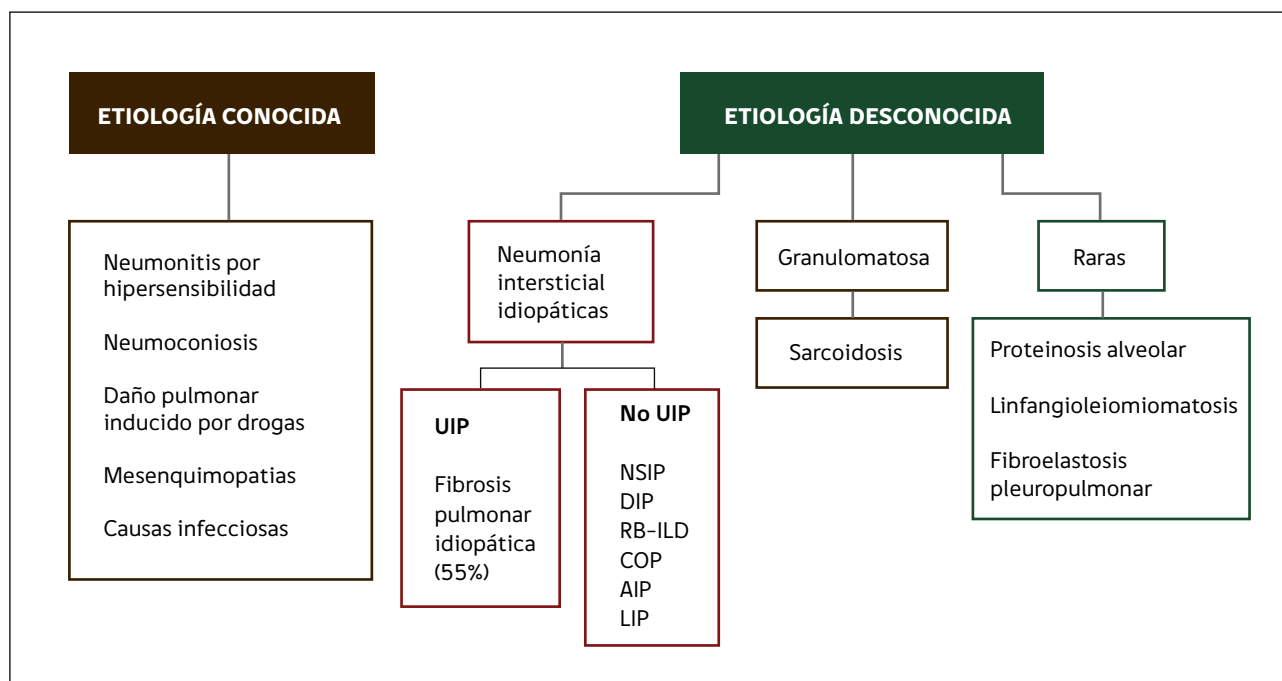 ETIOLOGÍA CONOCIDA
Neumonitis por
hipersensibilidad
Neumoconiosis
Daño pulmonar
inducido por drogas
Mesenquimopatias
Causas infecciosas
ETIOLOGÍA DESCONOCIDA
Neumonía
intersticial
idiopáticas
UIP
Fibrosis
pulmonar
idiopática
(55%)
No UIP
NSIP
DIP
RB-ILD
COP
AIP
LIP
Granulomatosa
Sarcoidosis
Raras
Proteinosis alveolar
Linfangioleiomiomatosis
Fibroelastosis
pleuropulmonar